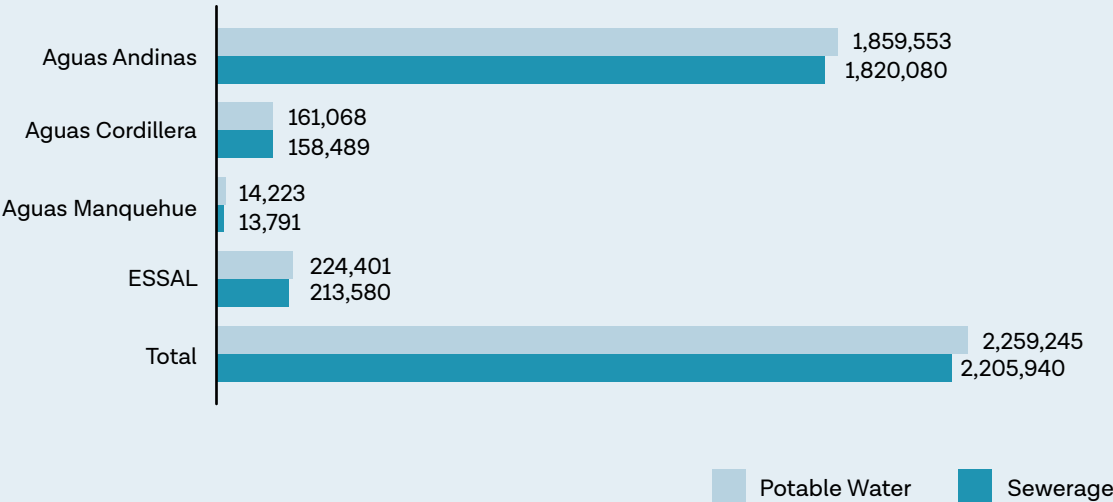 Aguas Andinas
1,859,553
1,820,080
Aguas Cordillera
161,068
158,489
Aguas Manquehue
14,223
13,791
ESSAL
224,401
213,580
Total
2,259,245
2,205,940
Potable Water
Sewerage